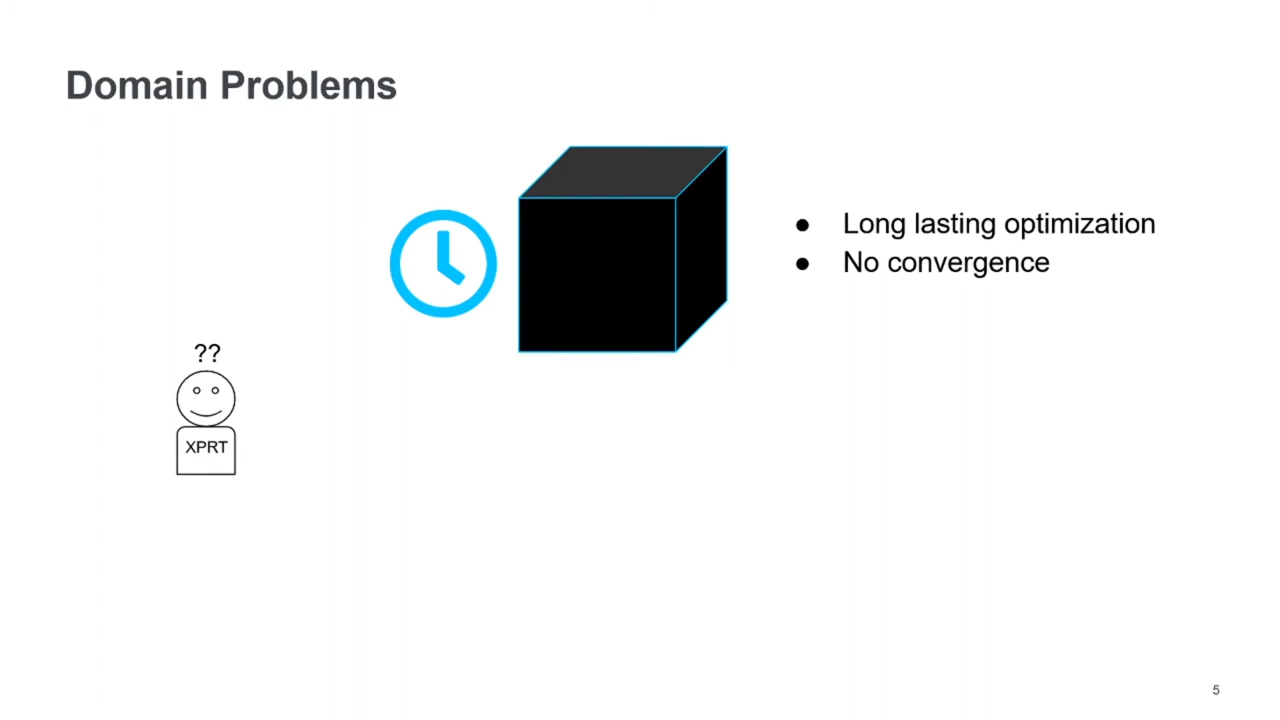 Domain Problems
● Long lasting optimization
● No convergence
??
XPRT
5